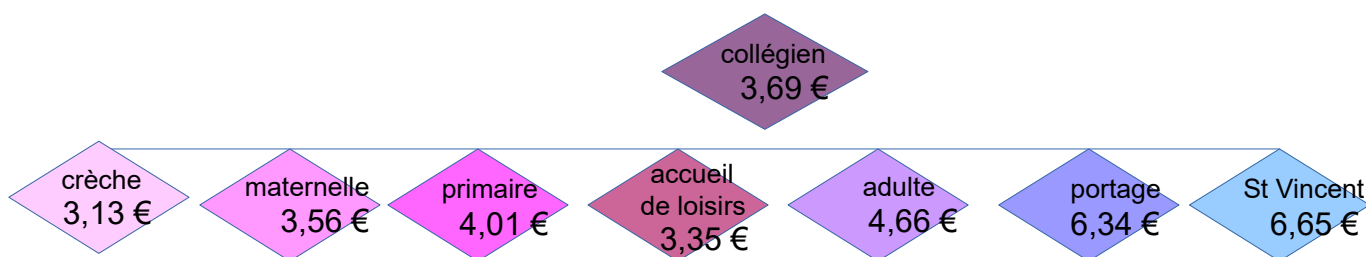 collégien
3,69 €
crèche
3,13 €
maternelle
3,56 €
primaire
4,01 €
accueil
de loisirs
3,35 €
adulte
4,66 €
portage
6,34 €
St Vincent
6,65 €